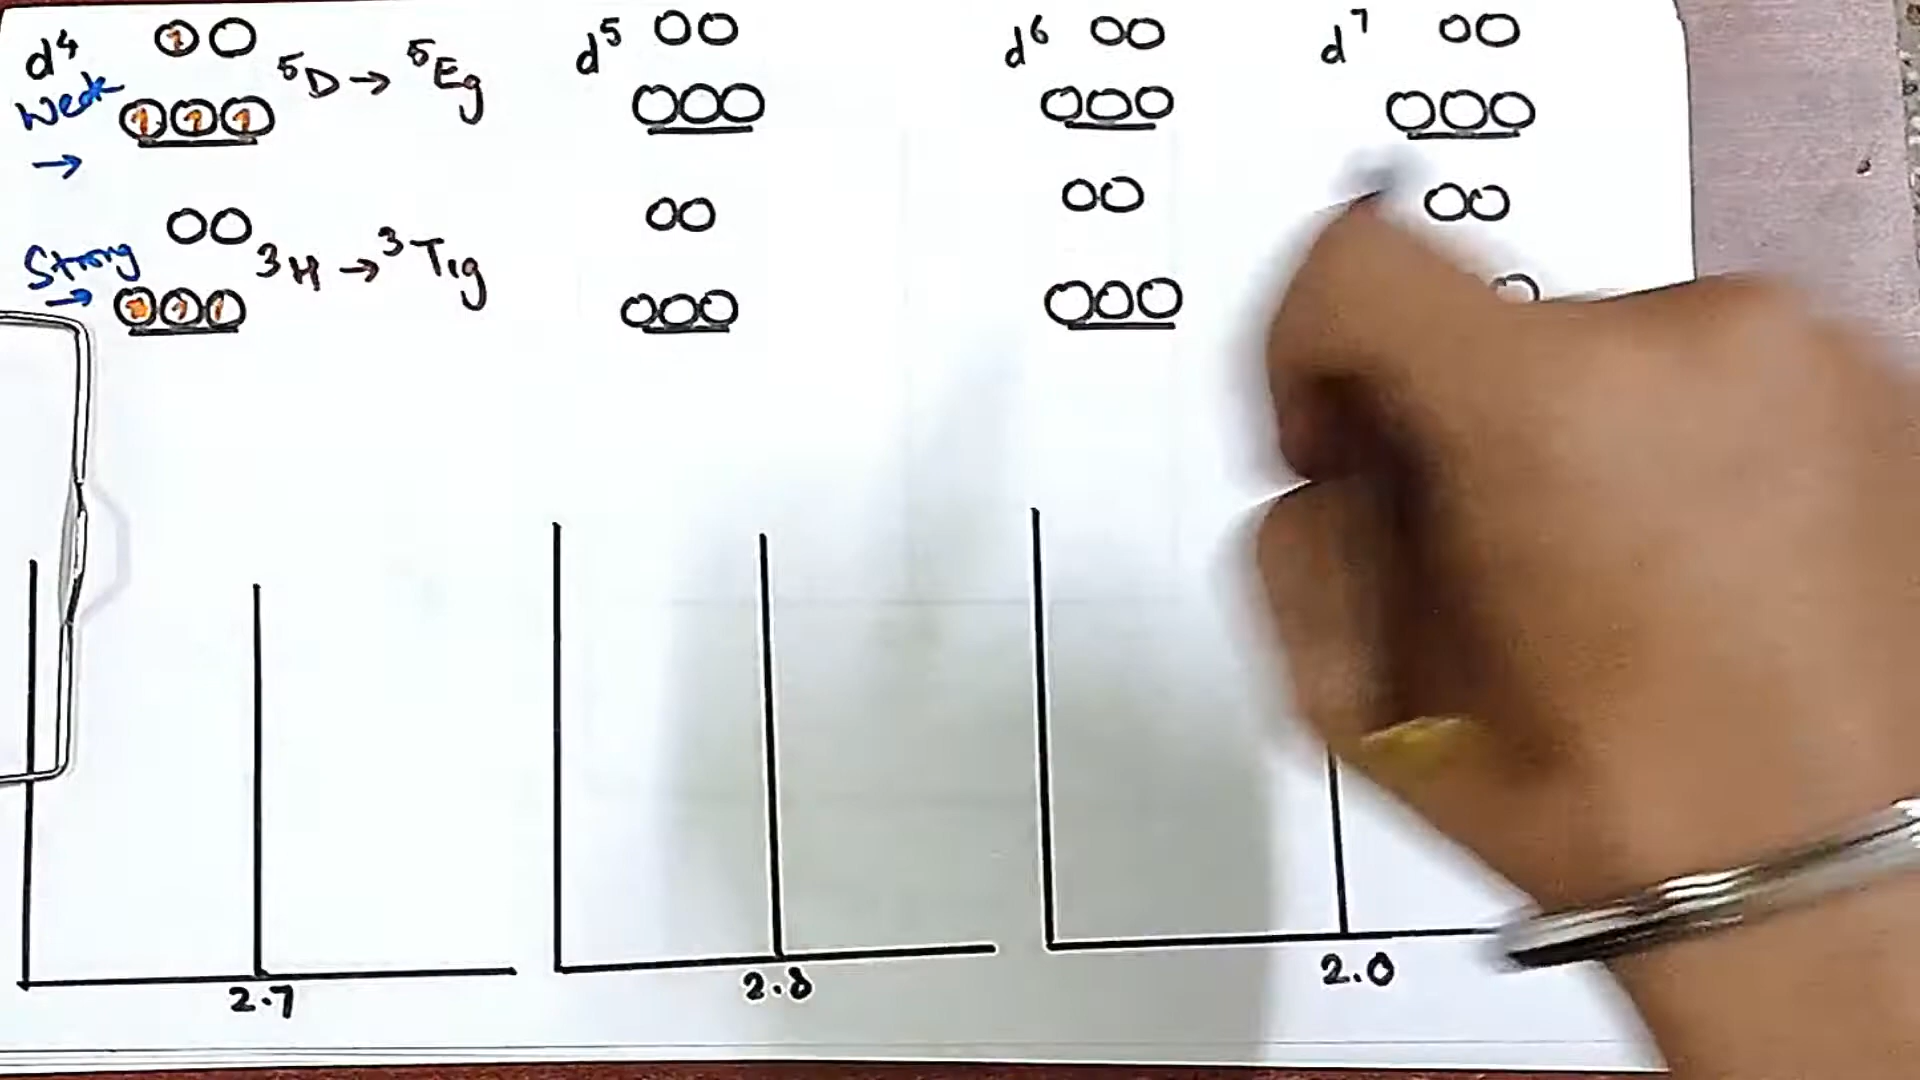 d⁴ ⁵D → ⁵Eg d⁵ d⁶ d⁷
Weak
→
Strong ³H → ³T₁g
→
2.7 2.8 2.0